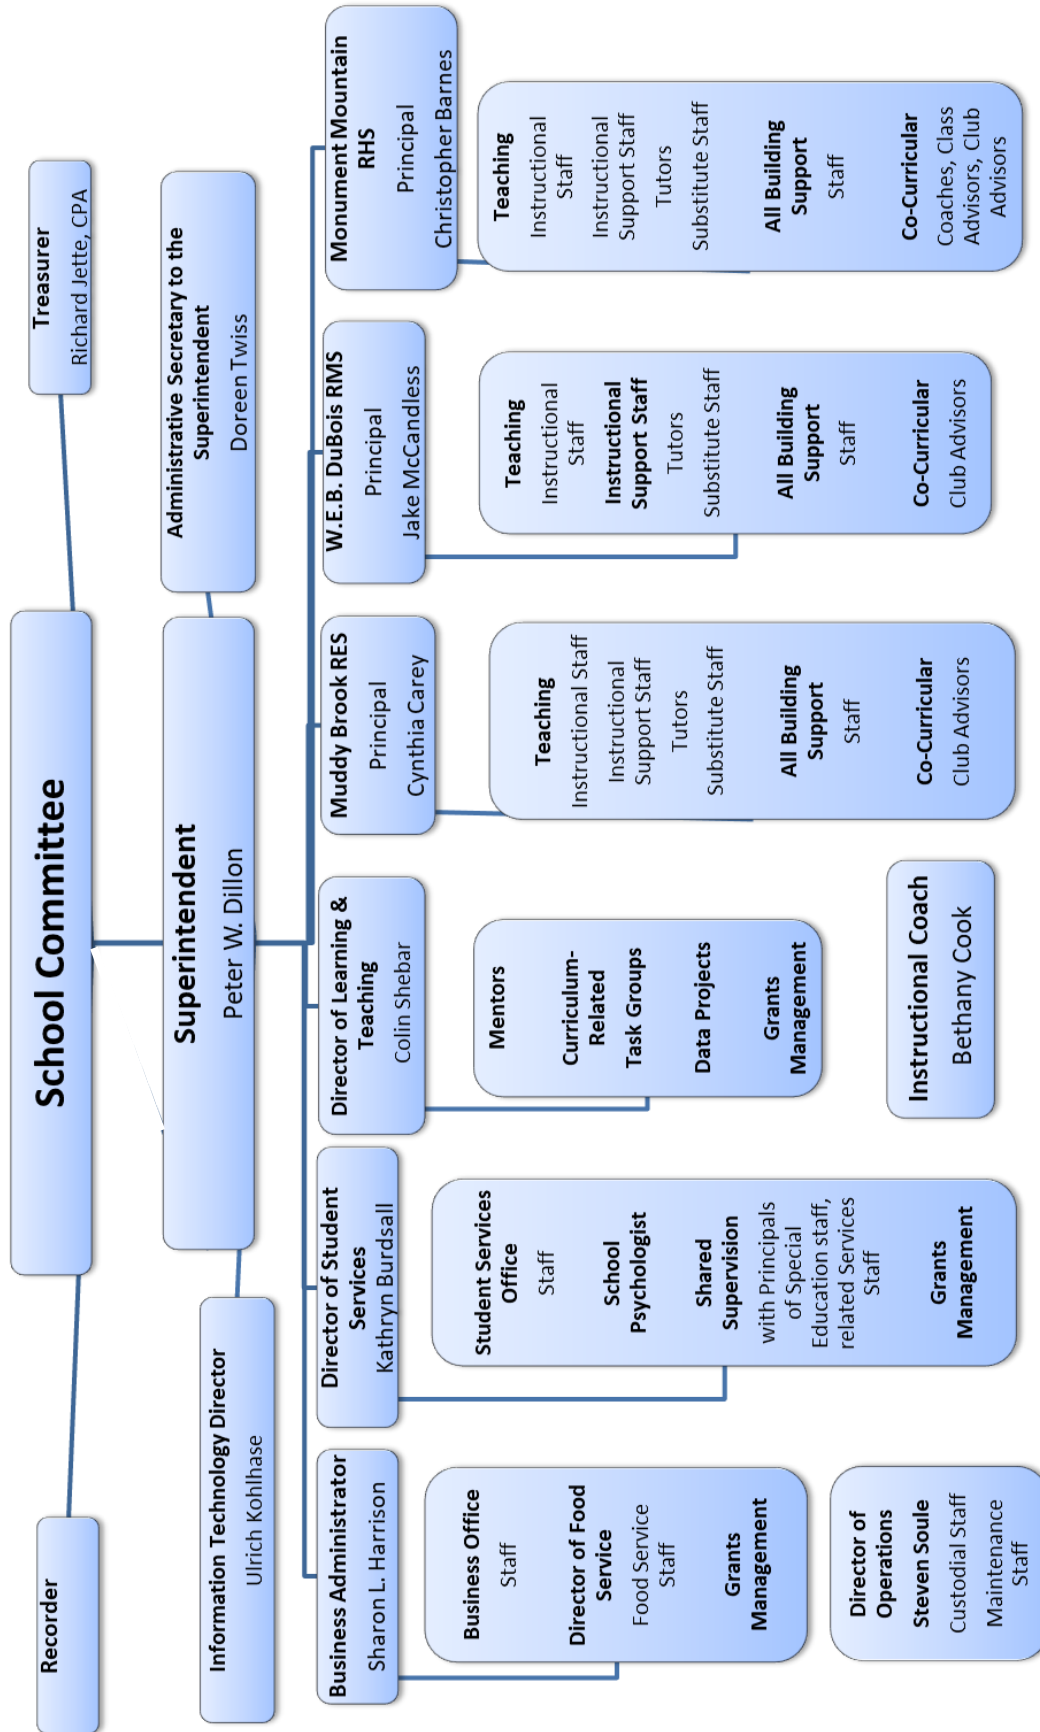 School Committee
Recorder
Treasurer
Richard Jette, CPA
Superintendent
Peter W. Dillon
Information Technology Director
Ulrich Kohlhase
Administrative Secretary to the
Superintendent
Doreen Twiss
Business Administrator
Sharon L. Harrison
Business Office
Staff
Director of Food
Service
Food Service
Staff
Grants
Management
Director of
Operations
Steven Soule
Custodial Staff
Maintenance
Staff
Director of Student
Services
Kathryn Burdsall
Student Services
Office
Staff
School
Psychologist
Shared
Supervision
with Principals
of Special
Education staff,
related Services
Staff
Grants
Management
Director of Learning &
Teaching
Colin Shebar
Mentors
Curriculum-
Related
Task Groups
Data Projects
Grants
Management
Instructional Coach
Bethany Cook
Muddy Brook RES
Principal
Cynthia Carey
Teaching
Instructional Staff
Instructional
Support Staff
Tutors
Substitute Staff
All Building
Support
Staff
Co-Curricular
Club Advisors
W.E.B. DuBois RMS
Principal
Jake McCandless
Teaching
Instructional
Staff
Instructional
Support Staff
Tutors
Substitute Staff
All Building
Support
Staff
Co-Curricular
Club Advisors
Monument Mountain
RHS
Principal
Christopher Barnes
Teaching
Instructional
Staff
Instructional
Support Staff
Tutors
Substitute Staff
All Building
Support
Staff
Co-Curricular
Coaches, Class
Advisors, Club
Advisors